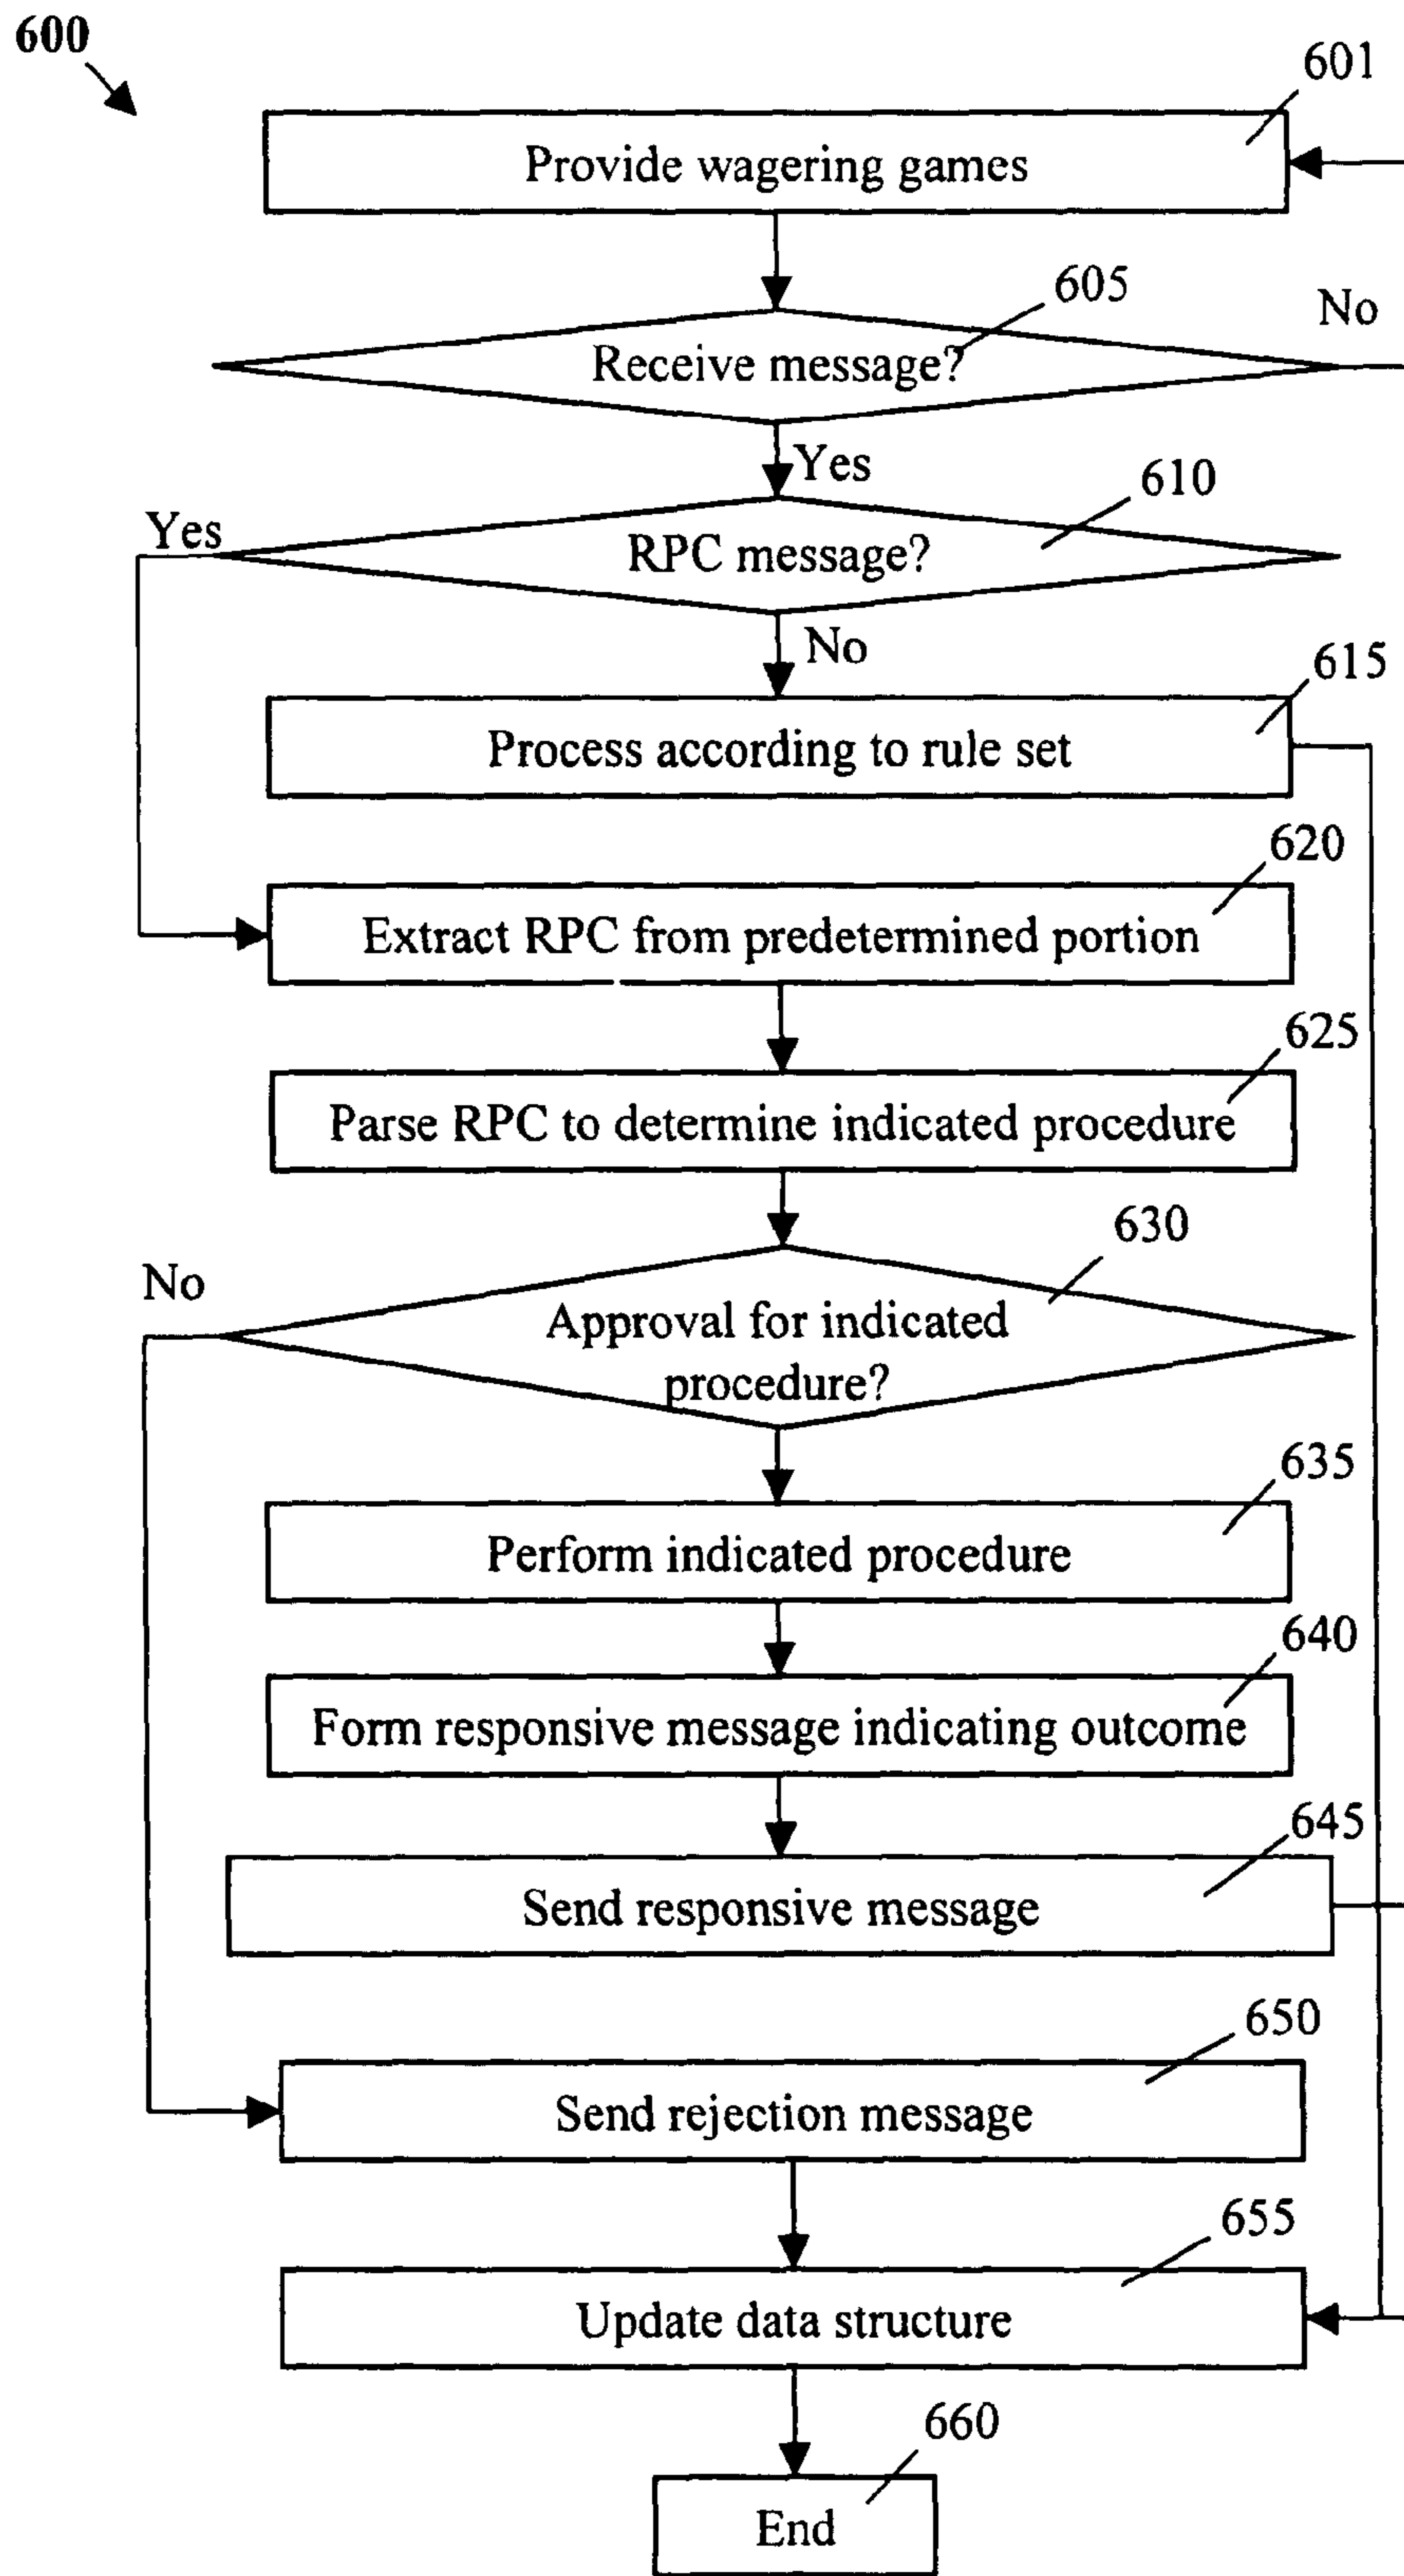 600
601
Provide wagering games
605
No
Receive message?
Yes
610
Yes
RPC message?
No
615
Process according to rule set
620
Extract RPC from predetermined portion
625
Parse RPC to determine indicated procedure
630
No
Approval for indicated
procedure?
635
Perform indicated procedure
640
Form responsive message indicating outcome
645
Send responsive message
650
Send rejection message
655
Update data structure
660
End